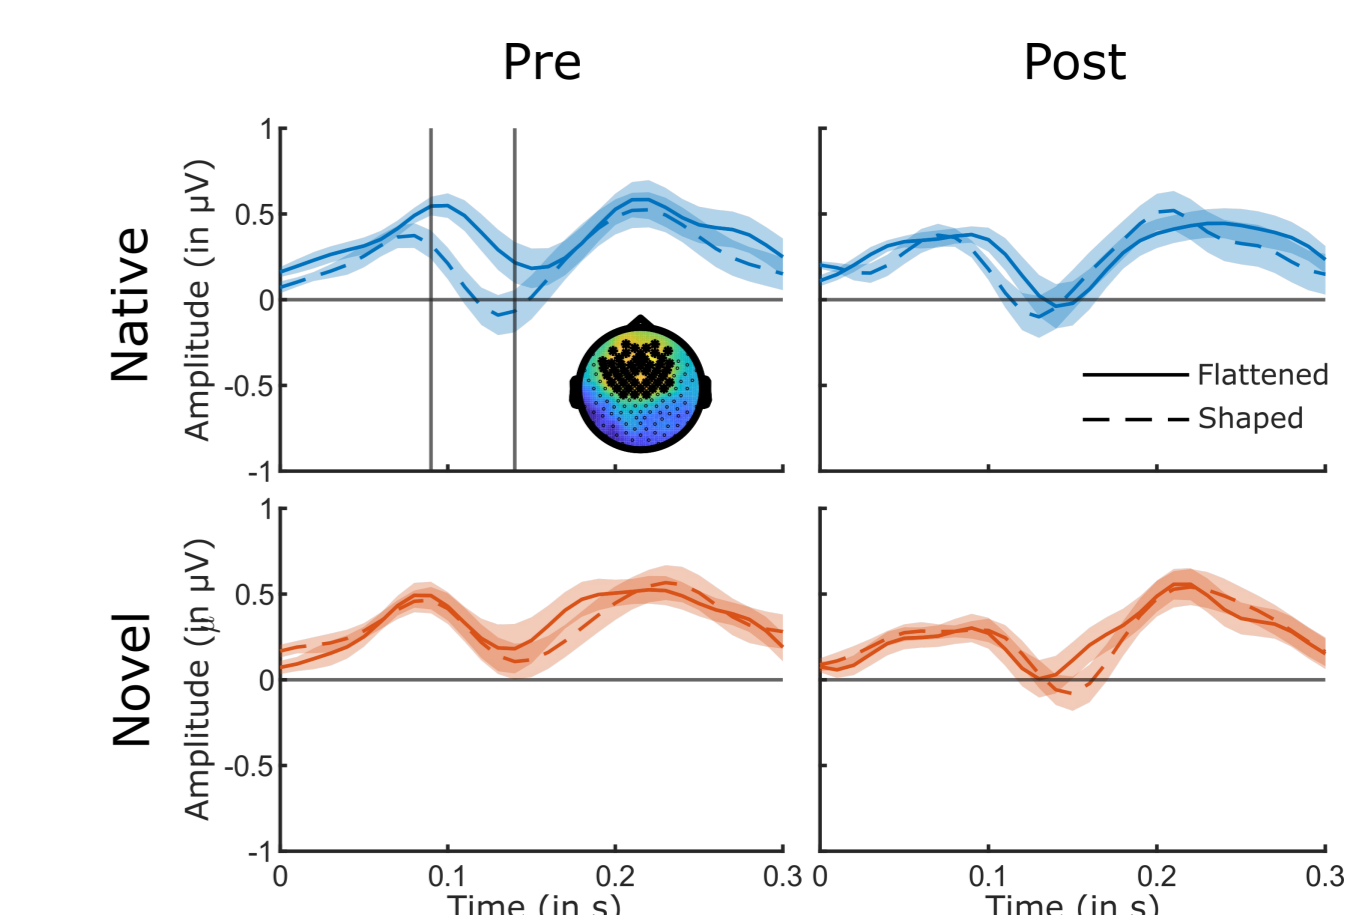 Pre Post
Native
Amplitude (in µV)
1
0.5
0
-0.5
-1
Flattened
Shaped
Novel
Amplitude (in µV)
µ
1
0.5
0
-0.5
-1
0 0.1 0.2 0.3 0 0.1 0.2 0.3
Time (in s) Time (in s)